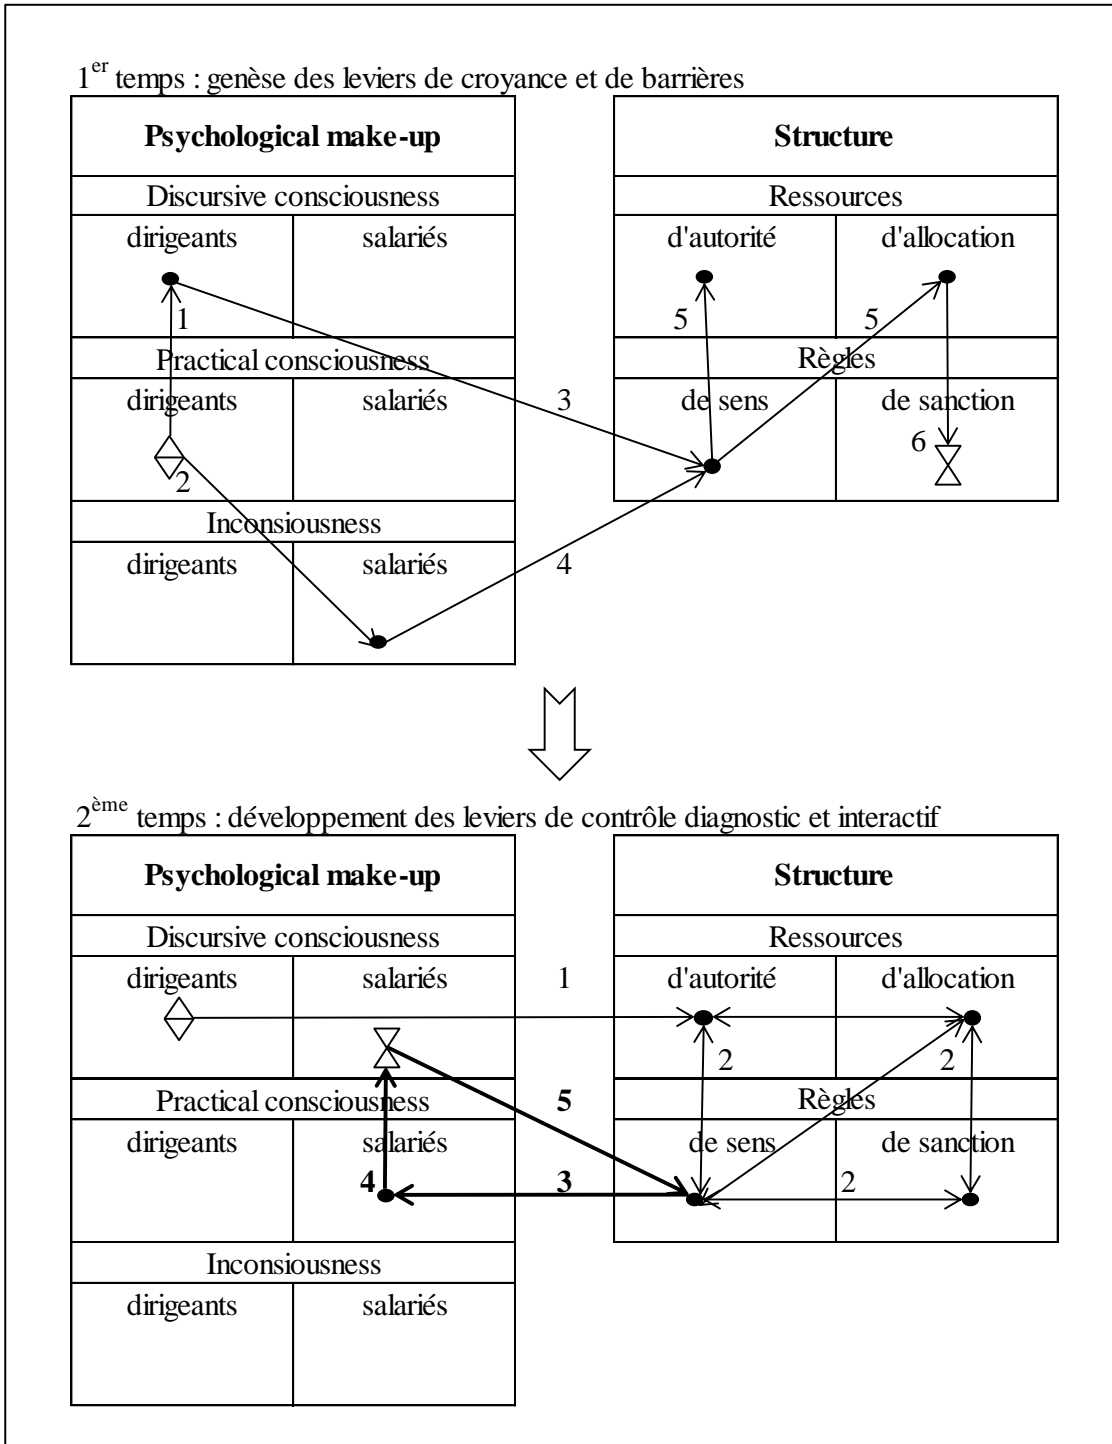 1er temps : genèse des leviers de croyance et de barrières
Psychological make-up Structure
Discursive consciousness Ressources
dirigeants salariés d'autorité d'allocation
1 5 5
Practical consciousness Règles
dirigeants salariés 3 de sens de sanction
6
2
Inconsiousness
dirigeants salariés 4
2ème temps : développement des leviers de contrôle diagnostic et interactif
Psychological make-up Structure
Discursive consciousness Ressources
dirigeants salariés 1 d'autorité d'allocation
2 2
Practical consciousness 5 Règles
dirigeants salariés de sens de sanction
4 3 2
Inconsiousness
dirigeants salariés